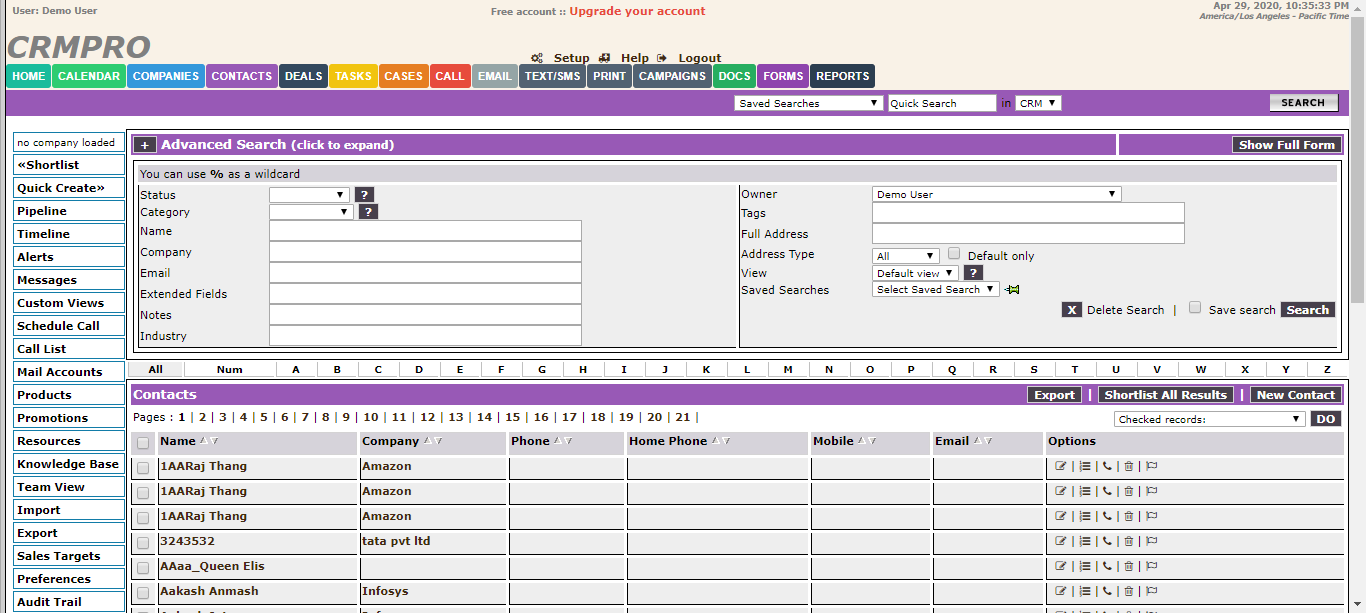 User: Demo User
Free account :: Upgrade your account
Apr 29, 2020, 10:35:33 PM
America/Los Angeles - Pacific Time
CRMPRO
Setup Help Logout
HOME CALENDAR COMPANIES CONTACTS DEALS TASKS CASES CALL EMAIL TEXT/SMS PRINT CAMPAIGNS DOCS FORMS REPORTS
Saved Searches Quick Search in CRM SEARCH
no company loaded
«Shortlist
Quick Create»
Pipeline
Timeline
Alerts
Messages
Custom Views
Schedule Call
Call List
Mail Accounts
Products
Promotions
Resources
Knowledge Base
Team View
Import
Export
Sales Targets
Preferences
Audit Trail
+ Advanced Search (click to expand) Show Full Form
You can use % as a wildcard
Status ?
Category ?
Name
Company
Email
Extended Fields
Notes
Industry
Owner Demo User
Tags
Full Address
Address Type All Default only
View Default view ?
Saved Searches Select Saved Search
X Delete Search | Save search Search
All Num A B C D E F G H I J K L M N O P Q R S T U V W X Y Z
Contacts Export | Shortlist All Results | New Contact
Pages : 1 | 2 | 3 | 4 | 5 | 6 | 7 | 8 | 9 | 10 | 11 | 12 | 13 | 14 | 15 | 16 | 17 | 18 | 19 | 20 | 21 |
Checked records: DO
Name Company Phone Home Phone Mobile Email Options
1AARaj Thang Amazon | | | |
1AARaj Thang Amazon | | | |
1AARaj Thang Amazon | | | |
3243532 tata pvt ltd | | | |
AAaa_Queen Elis | | | |
Aakash Anmash Infosys | | | |